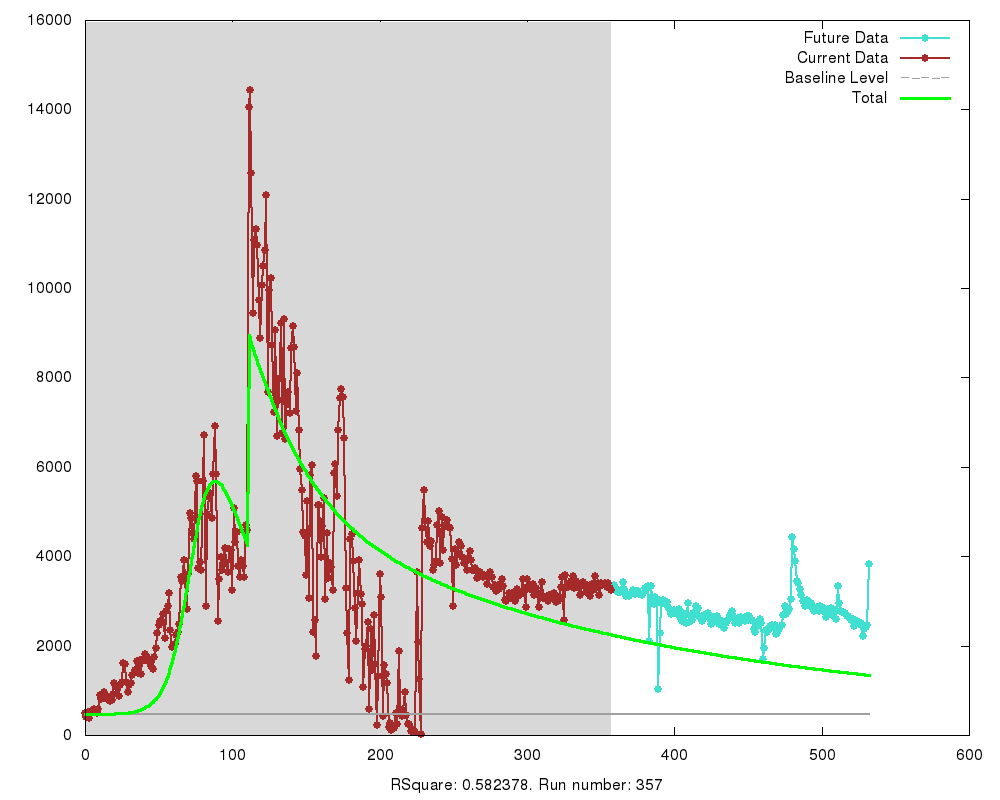 16000
14000
12000
10000
8000
6000
4000
2000
0
Future Data
Current Data
Baseline Level
Total
0 100 200 300 400 500 600
RSquare: 0.582378. Run number: 357